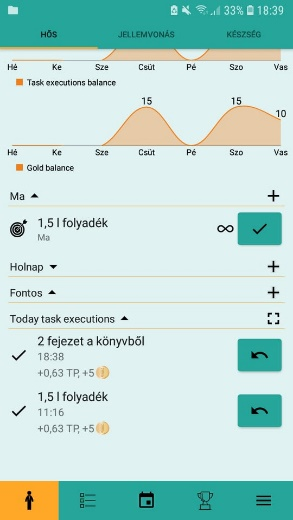 33% 18:39
HŐS JELLEMVONÁS KÉSZSÉG
Hé Ke Sze Csüt Pé Szo Vas
Task executions balance
15 15 10
Hé Ke Sze Csüt Pé Szo Vas
Gold balance
Ma
1,5 l folyadék
Ma
Holnap
Fontos
Today task executions
2 fejezet a könyvből
18:38
+0,63 TP, +5
1,5 l folyadék
11:16
+0,63 TP, +5